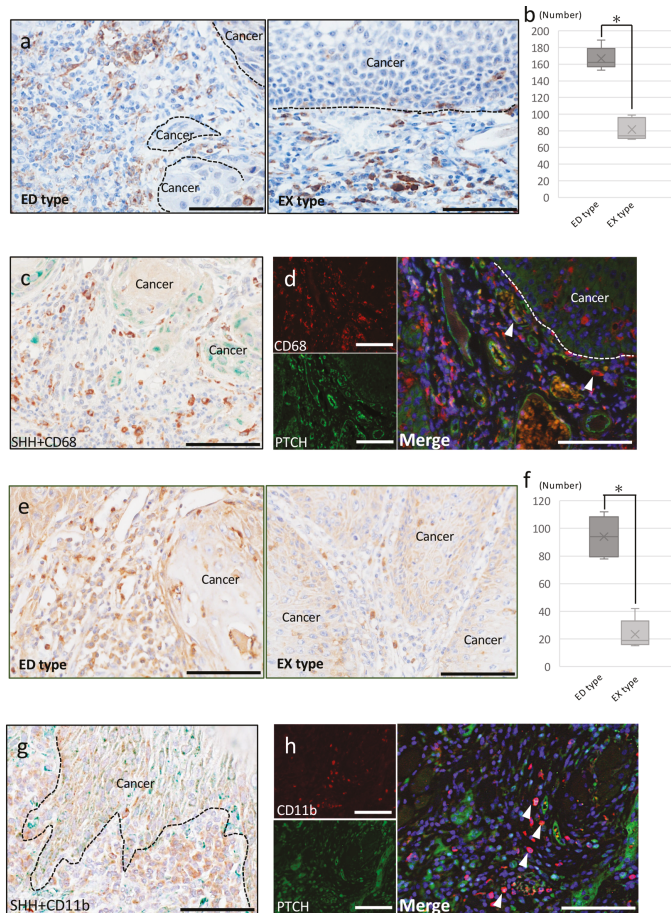 a
Cancer
Cancer
Cancer
ED type
Cancer
EX type
b (Number)
*
200
180
160
140
120
100
80
60
40
20
0
ED type
EX type
c
Cancer
Cancer
SHH+CD68
d
CD68
PTCH
Cancer
Merge
e
Cancer
ED type
Cancer
Cancer
Cancer
EX type
f
(Number)
*
120
100
80
60
40
20
0
ED type
EX type
g
Cancer
SHH+CD11b
h
CD11b
PTCH
Merge